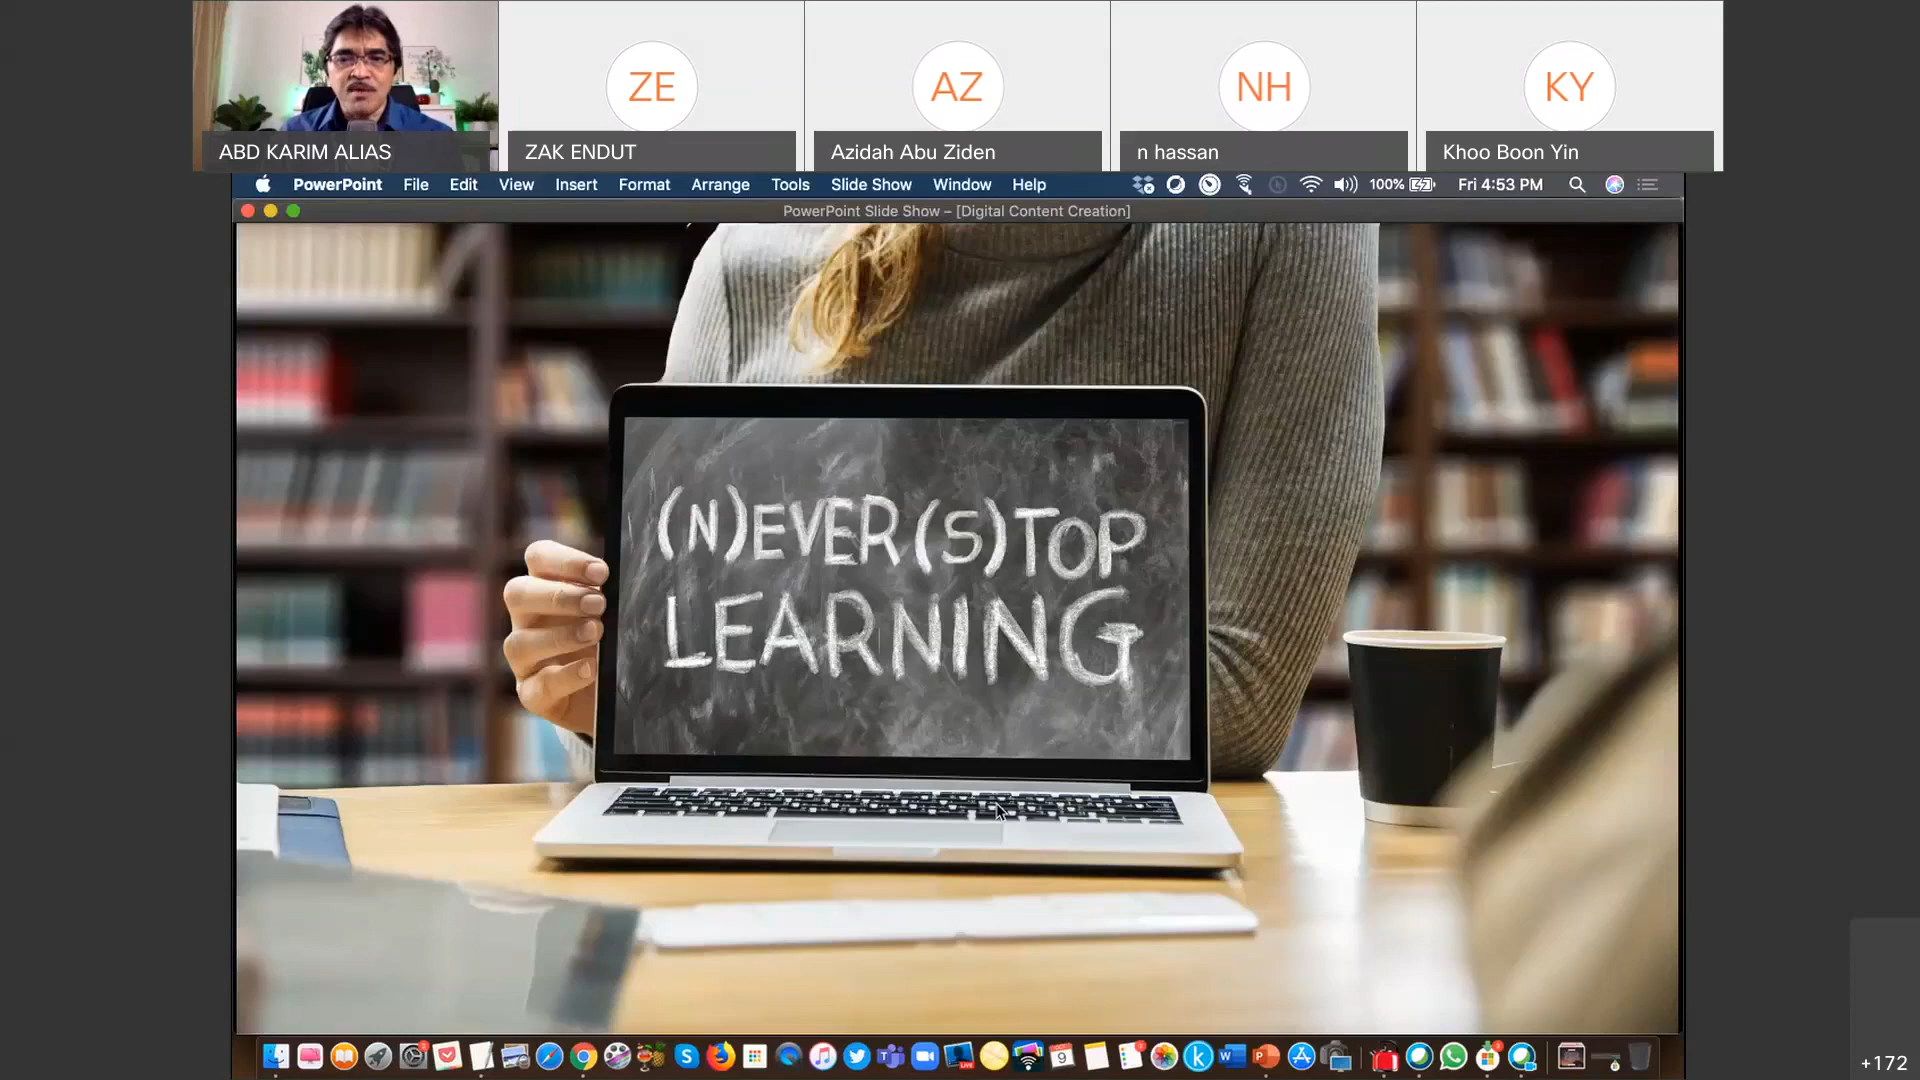 ZE
AZ
NH
KY
ABD KARIM ALIAS
ZAK ENDUT
Azidah Abu Ziden
n hassan
Khoo Boon Yin
PowerPoint File Edit View Insert Format Arrange Tools Slide Show Window Help 100% Fri 4:53 PM
PowerPoint Slide Show – [Digital Content Creation]
(N)EVER (S)TOP
LEARNING
+172